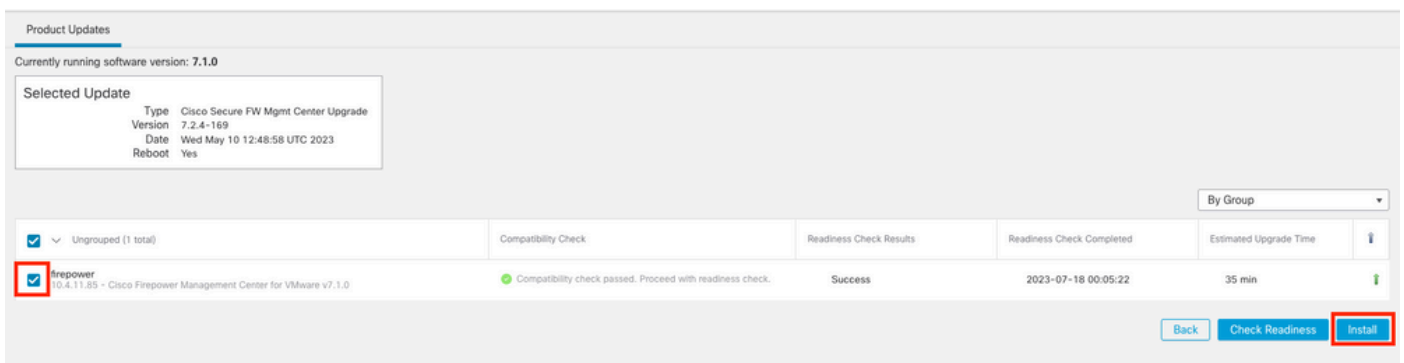 Product Updates
Currently running software version: 7.1.0
Selected Update
Type Cisco Secure FW Mgmt Center Upgrade
Version 7.2.4-169
Date Wed May 10 12:48:58 UTC 2023
Reboot Yes
By Group
Ungrouped (1 total) Compatibility Check Readiness Check Results Readiness Check Completed Estimated Upgrade Time
firepower
10.4.11.85 - Cisco Firepower Management Center for VMware v7.1.0 Compatibility check passed. Proceed with readiness check. Success 2023-07-18 00:05:22 35 min
Back Check Readiness Install